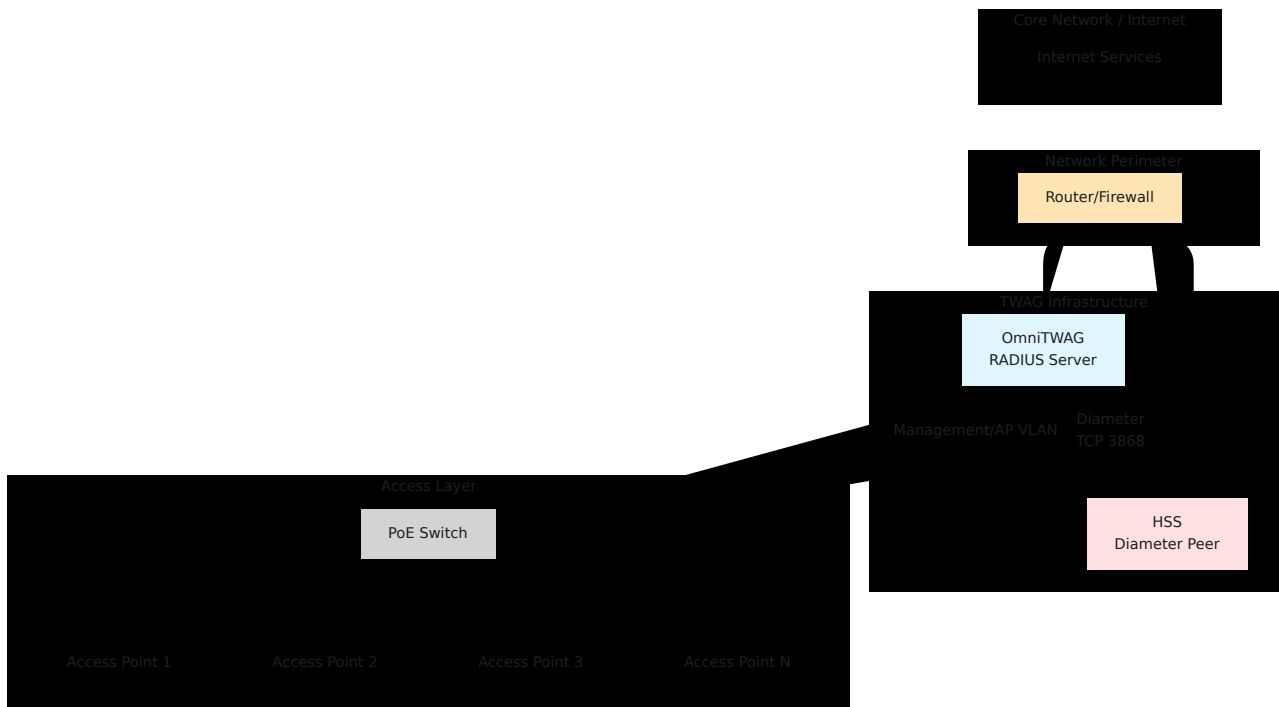 Core Network / Internet
Internet Services
Network Perimeter
Router/Firewall
TWAG Infrastructure
OmniTWAG
RADIUS Server
Management/AP VLAN
Diameter
TCP 3868
Access Layer
PoE Switch
HSS
Diameter Peer
Access Point 1
Access Point 2
Access Point 3
Access Point N